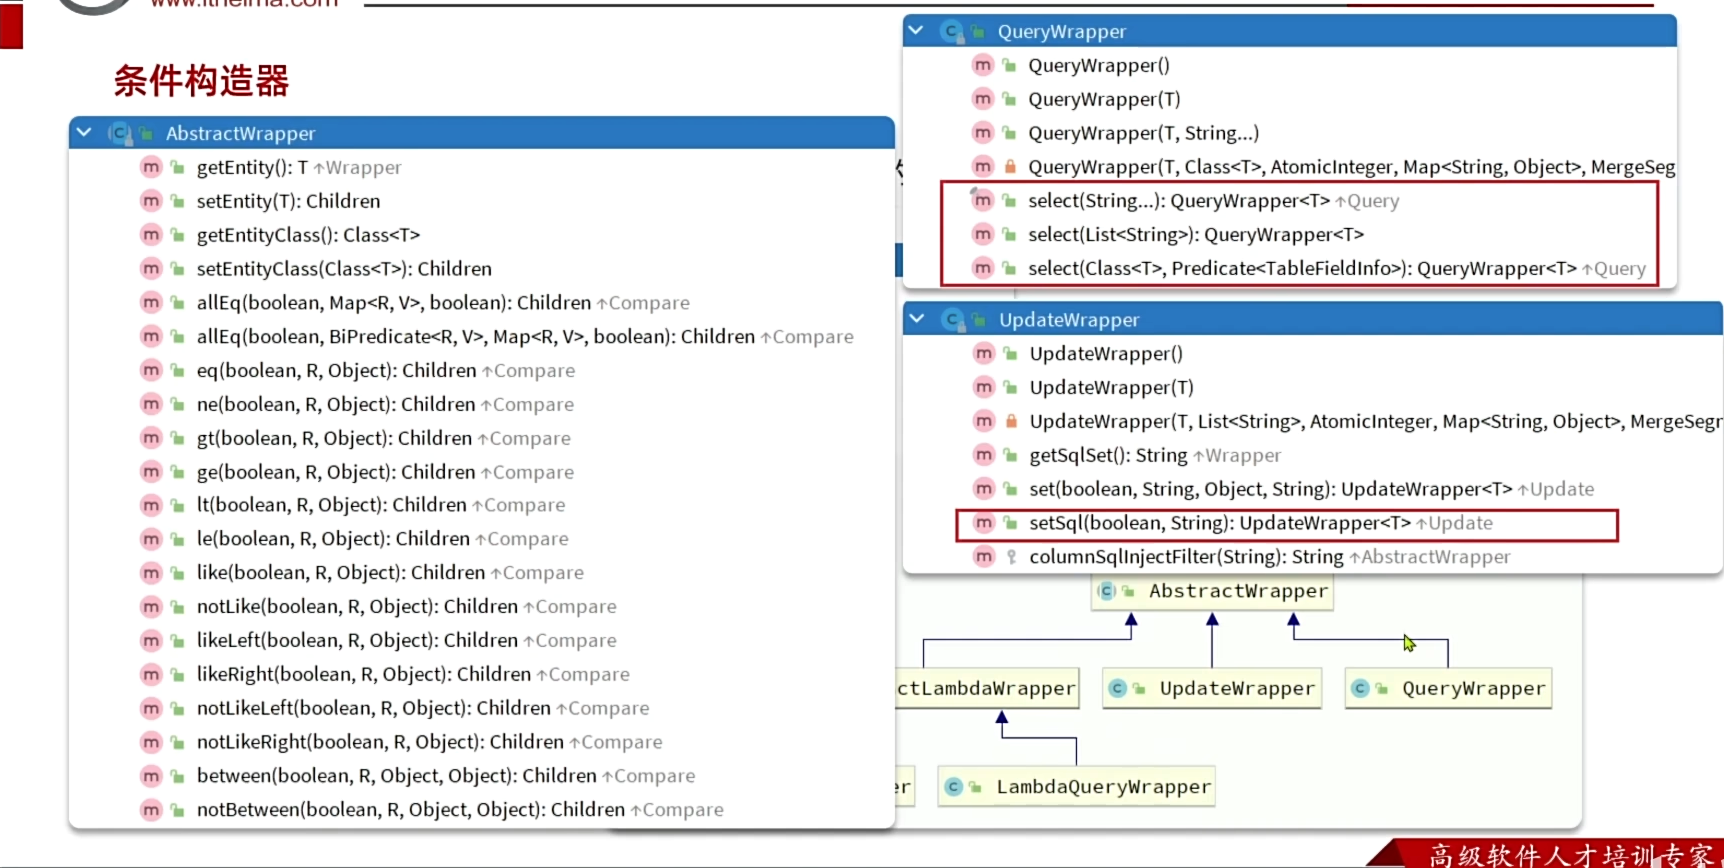 www.itheima.com
条件构造器
AbstractWrapper
getEntity(): T ↑Wrapper
setEntity(T): Children
getEntityClass(): Class<T>
setEntityClass(Class<T>): Children
allEq(boolean, Map<R, V>, boolean): Children ↑Compare
allEq(boolean, BiPredicate<R, V>, Map<R, V>, boolean): Children ↑Compare
eq(boolean, R, Object): Children ↑Compare
ne(boolean, R, Object): Children ↑Compare
gt(boolean, R, Object): Children ↑Compare
ge(boolean, R, Object): Children ↑Compare
lt(boolean, R, Object): Children ↑Compare
le(boolean, R, Object): Children ↑Compare
like(boolean, R, Object): Children ↑Compare
notLike(boolean, R, Object): Children ↑Compare
likeLeft(boolean, R, Object): Children ↑Compare
likeRight(boolean, R, Object): Children ↑Compare
notLikeLeft(boolean, R, Object): Children ↑Compare
notLikeRight(boolean, R, Object): Children ↑Compare
between(boolean, R, Object, Object): Children ↑Compare
notBetween(boolean, R, Object, Object): Children ↑Compare
QueryWrapper
QueryWrapper()
QueryWrapper(T)
QueryWrapper(T, String...)
QueryWrapper(T, Class<T>, AtomicInteger, Map<String, Object>, MergeSeg
select(String...): QueryWrapper<T> ↑Query
select(List<String>): QueryWrapper<T>
select(Class<T>, Predicate<TableFieldInfo>): QueryWrapper<T> ↑Query
UpdateWrapper
UpdateWrapper()
UpdateWrapper(T)
UpdateWrapper(T, List<String>, AtomicInteger, Map<String, Object>, MergeSegr
getSqlSet(): String ↑Wrapper
set(boolean, String, Object, String): UpdateWrapper<T> ↑Update
setSql(boolean, String): UpdateWrapper<T> ↑Update
columnSqlInjectFilter(String): String ↑AbstractWrapper
AbstractWrapper
ctLambdaWrapper
UpdateWrapper
QueryWrapper
er
LambdaQueryWrapper
高级软件人才培训专家